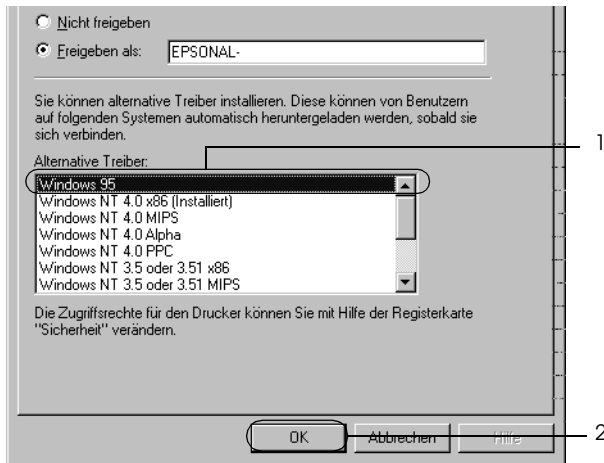 Nicht freigeben
Freigeben als: EPSONAL-
Sie können alternative Treiber installieren. Diese können von Benutzern
auf folgenden Systemen automatisch heruntergeladen werden, sobald sie
sich verbinden.
Alternative Treiber:
1
Windows 95
Windows NT 4.0 x86 (Installiert)
Windows NT 4.0 MIPS
Windows NT 4.0 Alpha
Windows NT 4.0 PPC
Windows NT 3.5 oder 3.51 x86
Windows NT 3.5 oder 3.51 MIPS
Die Zugriffsrechte für den Drucker können Sie mit Hilfe der Registerkarte
"Sicherheit" verändern.
OK Abbrechen Hilfe 2